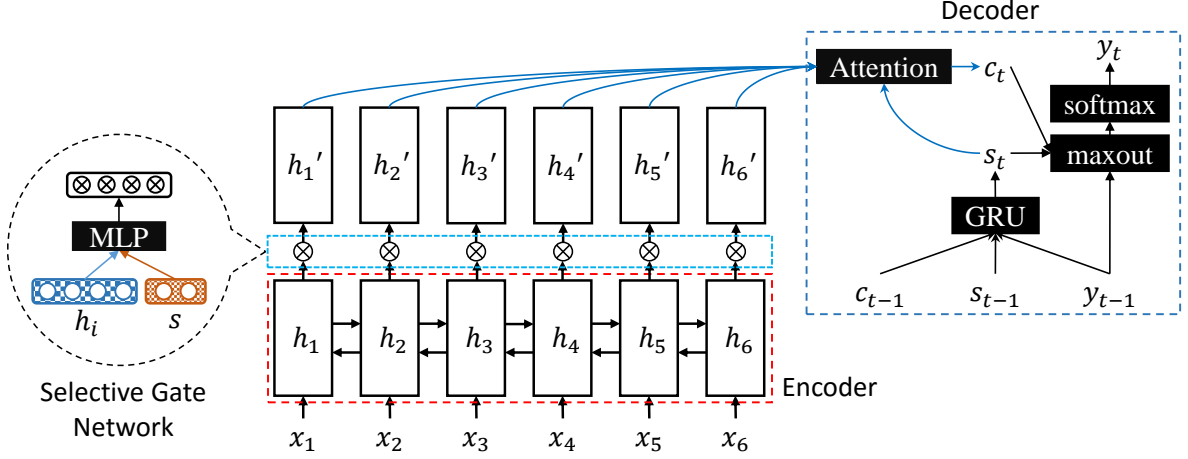 Decoder
Attention
c_t
y_t
softmax
maxout
s_t
GRU
c_{t-1} s_{t-1} y_{t-1}
h_1' h_2' h_3' h_4' h_5' h_6'
MLP
h_i s
Selective Gate
Network
h_1 h_2 h_3 h_4 h_5 h_6
Encoder
x_1 x_2 x_3 x_4 x_5 x_6